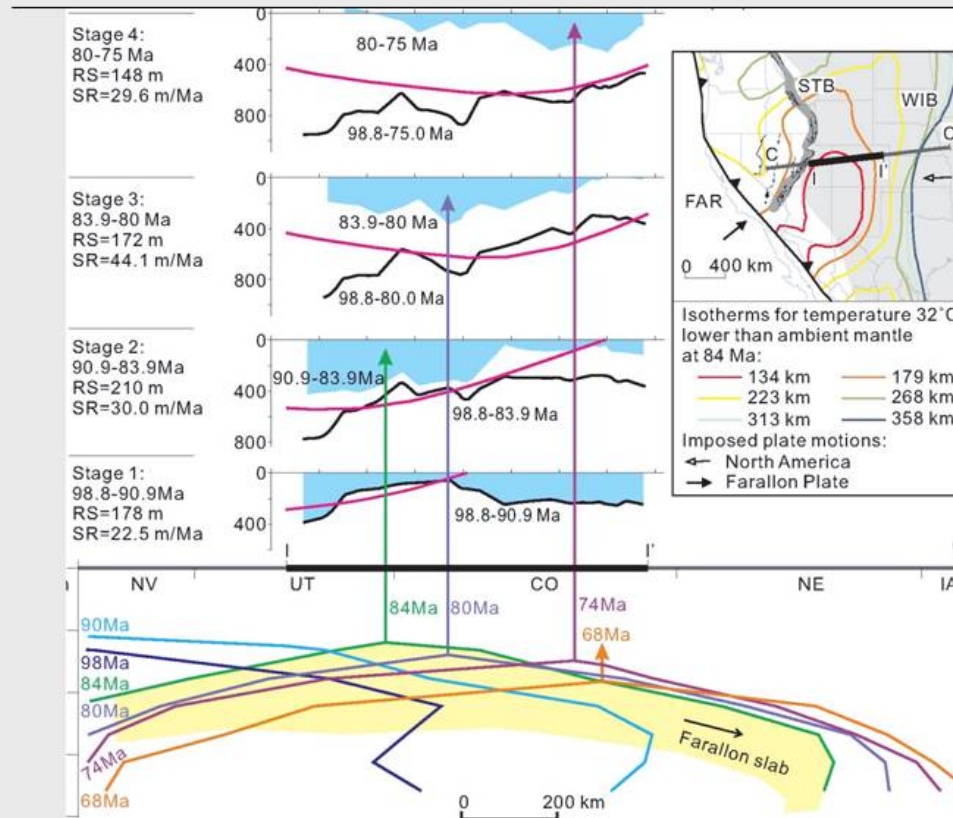 Stage 4:
80-75 Ma
RS=148 m
SR=29.6 m/Ma
0
400
800
80-75 Ma
98.8-75.0 Ma
Stage 3:
83.9-80 Ma
RS=172 m
SR=44.1 m/Ma
0
400
800
83.9-80 Ma
98.8-80.0 Ma
Stage 2:
90.9-83.9Ma
RS=210 m
SR=30.0 m/Ma
0
400
800
90.9-83.9Ma
98.8-83.9 Ma
Stage 1:
98.8-90.9Ma
RS=178 m
SR=22.5 m/Ma
0
400
98.8-90.9 Ma
STB
WIB
C
C
I
I'
FAR
0 400 km
Isotherms for temperature 32°C
lower than ambient mantle
at 84 Ma:
134 km 179 km
223 km 268 km
313 km 358 km
Imposed plate motions:
North America
Farallon Plate
I I'
NV UT CO NE IA
84Ma 80Ma 74Ma
68Ma
90Ma
98Ma
84Ma
80Ma
74Ma
68Ma
Farallon slab
0 200 km